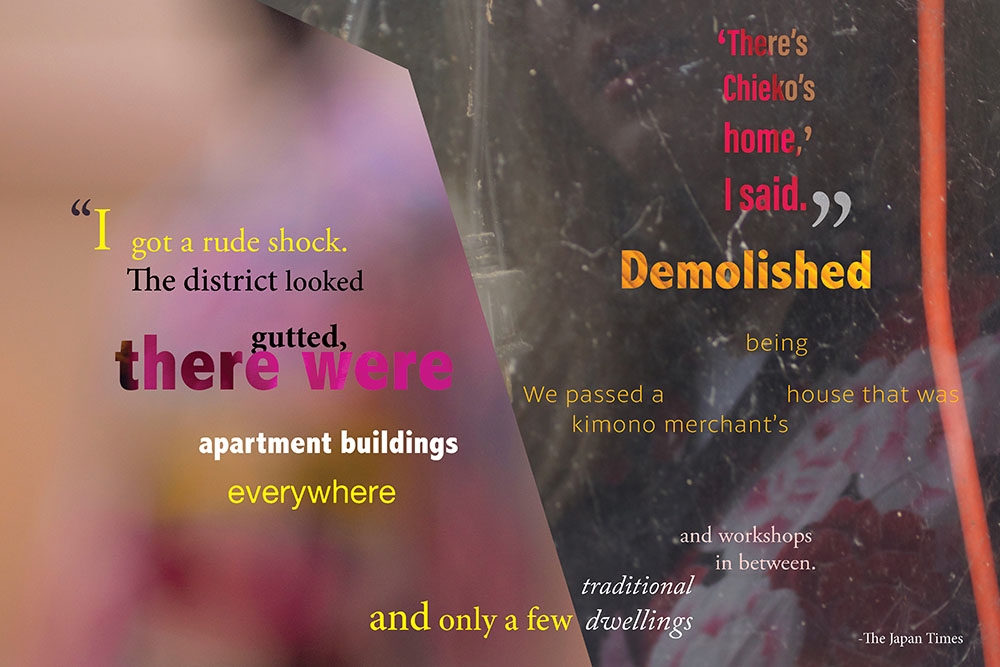 “I got a rude shock.
The district looked
gutted,
there were
apartment buildings
everywhere
and only a few
traditional
dwellings
and workshops
in between.
We passed a
kimono merchant’s
house that was
being
Demolished
‘There’s
Chieko’s
home,’
I said.”
-The Japan Times